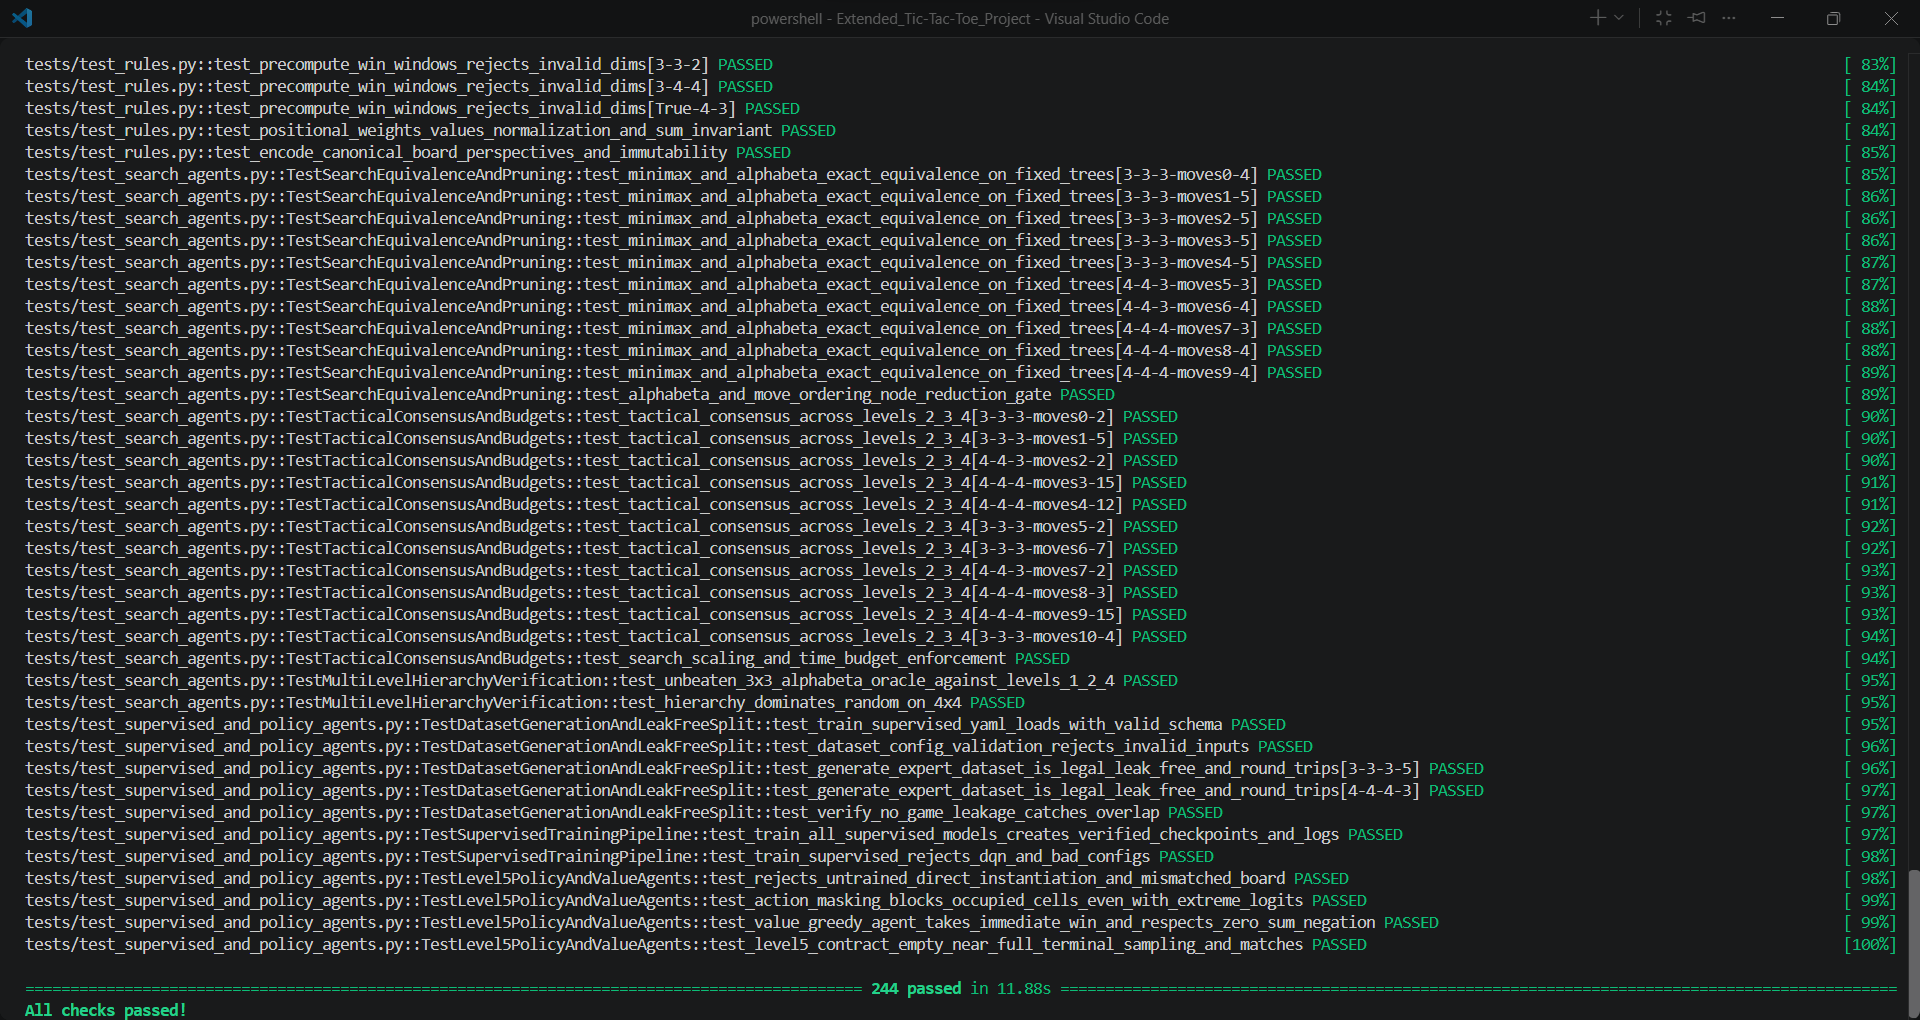 powershell - Extended_Tic-Tac-Toe_Project - Visual Studio Code
tests/test_rules.py::test_precompute_win_windows_rejects_invalid_dims[3-3-2] PASSED [ 83%]
tests/test_rules.py::test_precompute_win_windows_rejects_invalid_dims[3-4-4] PASSED [ 84%]
tests/test_rules.py::test_precompute_win_windows_rejects_invalid_dims[True-4-3] PASSED [ 84%]
tests/test_rules.py::test_positional_weights_values_normalization_and_sum_invariant PASSED [ 84%]
tests/test_rules.py::test_encode_canonical_board_perspectives_and_immutability PASSED [ 85%]
tests/test_search_agents.py::TestSearchEquivalenceAndPruning::test_minimax_and_alphabeta_exact_equivalence_on_fixed_trees[3-3-3-moves0-4] PASSED [ 85%]
tests/test_search_agents.py::TestSearchEquivalenceAndPruning::test_minimax_and_alphabeta_exact_equivalence_on_fixed_trees[3-3-3-moves1-5] PASSED [ 86%]
tests/test_search_agents.py::TestSearchEquivalenceAndPruning::test_minimax_and_alphabeta_exact_equivalence_on_fixed_trees[3-3-3-moves2-5] PASSED [ 86%]
tests/test_search_agents.py::TestSearchEquivalenceAndPruning::test_minimax_and_alphabeta_exact_equivalence_on_fixed_trees[3-3-3-moves3-5] PASSED [ 86%]
tests/test_search_agents.py::TestSearchEquivalenceAndPruning::test_minimax_and_alphabeta_exact_equivalence_on_fixed_trees[3-3-3-moves4-5] PASSED [ 87%]
tests/test_search_agents.py::TestSearchEquivalenceAndPruning::test_minimax_and_alphabeta_exact_equivalence_on_fixed_trees[4-4-3-moves5-3] PASSED [ 87%]
tests/test_search_agents.py::TestSearchEquivalenceAndPruning::test_minimax_and_alphabeta_exact_equivalence_on_fixed_trees[4-4-3-moves6-4] PASSED [ 88%]
tests/test_search_agents.py::TestSearchEquivalenceAndPruning::test_minimax_and_alphabeta_exact_equivalence_on_fixed_trees[4-4-4-moves7-3] PASSED [ 88%]
tests/test_search_agents.py::TestSearchEquivalenceAndPruning::test_minimax_and_alphabeta_exact_equivalence_on_fixed_trees[4-4-4-moves8-4] PASSED [ 88%]
tests/test_search_agents.py::TestSearchEquivalenceAndPruning::test_minimax_and_alphabeta_exact_equivalence_on_fixed_trees[4-4-4-moves9-4] PASSED [ 89%]
tests/test_search_agents.py::TestSearchEquivalenceAndPruning::test_alphabeta_and_move_ordering_node_reduction_gate PASSED [ 89%]
tests/test_search_agents.py::TestTacticalConsensusAndBudgets::test_tactical_consensus_across_levels_2_3_4[3-3-3-moves0-2] PASSED [ 90%]
tests/test_search_agents.py::TestTacticalConsensusAndBudgets::test_tactical_consensus_across_levels_2_3_4[3-3-3-moves1-5] PASSED [ 90%]
tests/test_search_agents.py::TestTacticalConsensusAndBudgets::test_tactical_consensus_across_levels_2_3_4[4-4-3-moves2-2] PASSED [ 90%]
tests/test_search_agents.py::TestTacticalConsensusAndBudgets::test_tactical_consensus_across_levels_2_3_4[4-4-4-moves3-15] PASSED [ 91%]
tests/test_search_agents.py::TestTacticalConsensusAndBudgets::test_tactical_consensus_across_levels_2_3_4[4-4-4-moves4-12] PASSED [ 91%]
tests/test_search_agents.py::TestTacticalConsensusAndBudgets::test_tactical_consensus_across_levels_2_3_4[3-3-3-moves5-2] PASSED [ 92%]
tests/test_search_agents.py::TestTacticalConsensusAndBudgets::test_tactical_consensus_across_levels_2_3_4[3-3-3-moves6-7] PASSED [ 92%]
tests/test_search_agents.py::TestTacticalConsensusAndBudgets::test_tactical_consensus_across_levels_2_3_4[4-4-3-moves7-2] PASSED [ 93%]
tests/test_search_agents.py::TestTacticalConsensusAndBudgets::test_tactical_consensus_across_levels_2_3_4[4-4-4-moves8-3] PASSED [ 93%]
tests/test_search_agents.py::TestTacticalConsensusAndBudgets::test_tactical_consensus_across_levels_2_3_4[4-4-4-moves9-15] PASSED [ 93%]
tests/test_search_agents.py::TestTacticalConsensusAndBudgets::test_tactical_consensus_across_levels_2_3_4[3-3-3-moves10-4] PASSED [ 94%]
tests/test_search_agents.py::TestTacticalConsensusAndBudgets::test_search_scaling_and_time_budget_enforcement PASSED [ 94%]
tests/test_search_agents.py::TestMultiLevelHierarchyVerification::test_unbeaten_3x3_alphabeta_oracle_against_levels_1_2_4 PASSED [ 95%]
tests/test_search_agents.py::TestMultiLevelHierarchyVerification::test_hierarchy_dominates_random_on_4x4 PASSED [ 95%]
tests/test_supervised_and_policy_agents.py::TestDatasetGenerationAndLeakFreeSplit::test_train_supervised_yaml_loads_with_valid_schema PASSED [ 95%]
tests/test_supervised_and_policy_agents.py::TestDatasetGenerationAndLeakFreeSplit::test_dataset_config_validation_rejects_invalid_inputs PASSED [ 96%]
tests/test_supervised_and_policy_agents.py::TestDatasetGenerationAndLeakFreeSplit::test_generate_expert_dataset_is_legal_leak_free_and_round_trips[3-3-3-5] PASSED [ 96%]
tests/test_supervised_and_policy_agents.py::TestDatasetGenerationAndLeakFreeSplit::test_generate_expert_dataset_is_legal_leak_free_and_round_trips[4-4-4-3] PASSED [ 97%]
tests/test_supervised_and_policy_agents.py::TestDatasetGenerationAndLeakFreeSplit::test_verify_no_game_leakage_catches_overlap PASSED [ 97%]
tests/test_supervised_and_policy_agents.py::TestSupervisedTrainingPipeline::test_train_all_supervised_models_creates_verified_checkpoints_and_logs PASSED [ 97%]
tests/test_supervised_and_policy_agents.py::TestSupervisedTrainingPipeline::test_train_supervised_rejects_dqn_and_bad_configs PASSED [ 98%]
tests/test_supervised_and_policy_agents.py::TestLevel5PolicyAndValueAgents::test_rejects_untrained_direct_instantiation_and_mismatched_board PASSED [ 98%]
tests/test_supervised_and_policy_agents.py::TestLevel5PolicyAndValueAgents::test_action_masking_blocks_occupied_cells_even_with_extreme_logits PASSED [ 99%]
tests/test_supervised_and_policy_agents.py::TestLevel5PolicyAndValueAgents::test_value_greedy_agent_takes_immediate_win_and_respects_zero_sum_negation PASSED [ 99%]
tests/test_supervised_and_policy_agents.py::TestLevel5PolicyAndValueAgents::test_level5_contract_empty_near_full_terminal_sampling_and_matches PASSED [100%]
============================================================================================= 244 passed in 11.88s =============================================================================================
All checks passed!